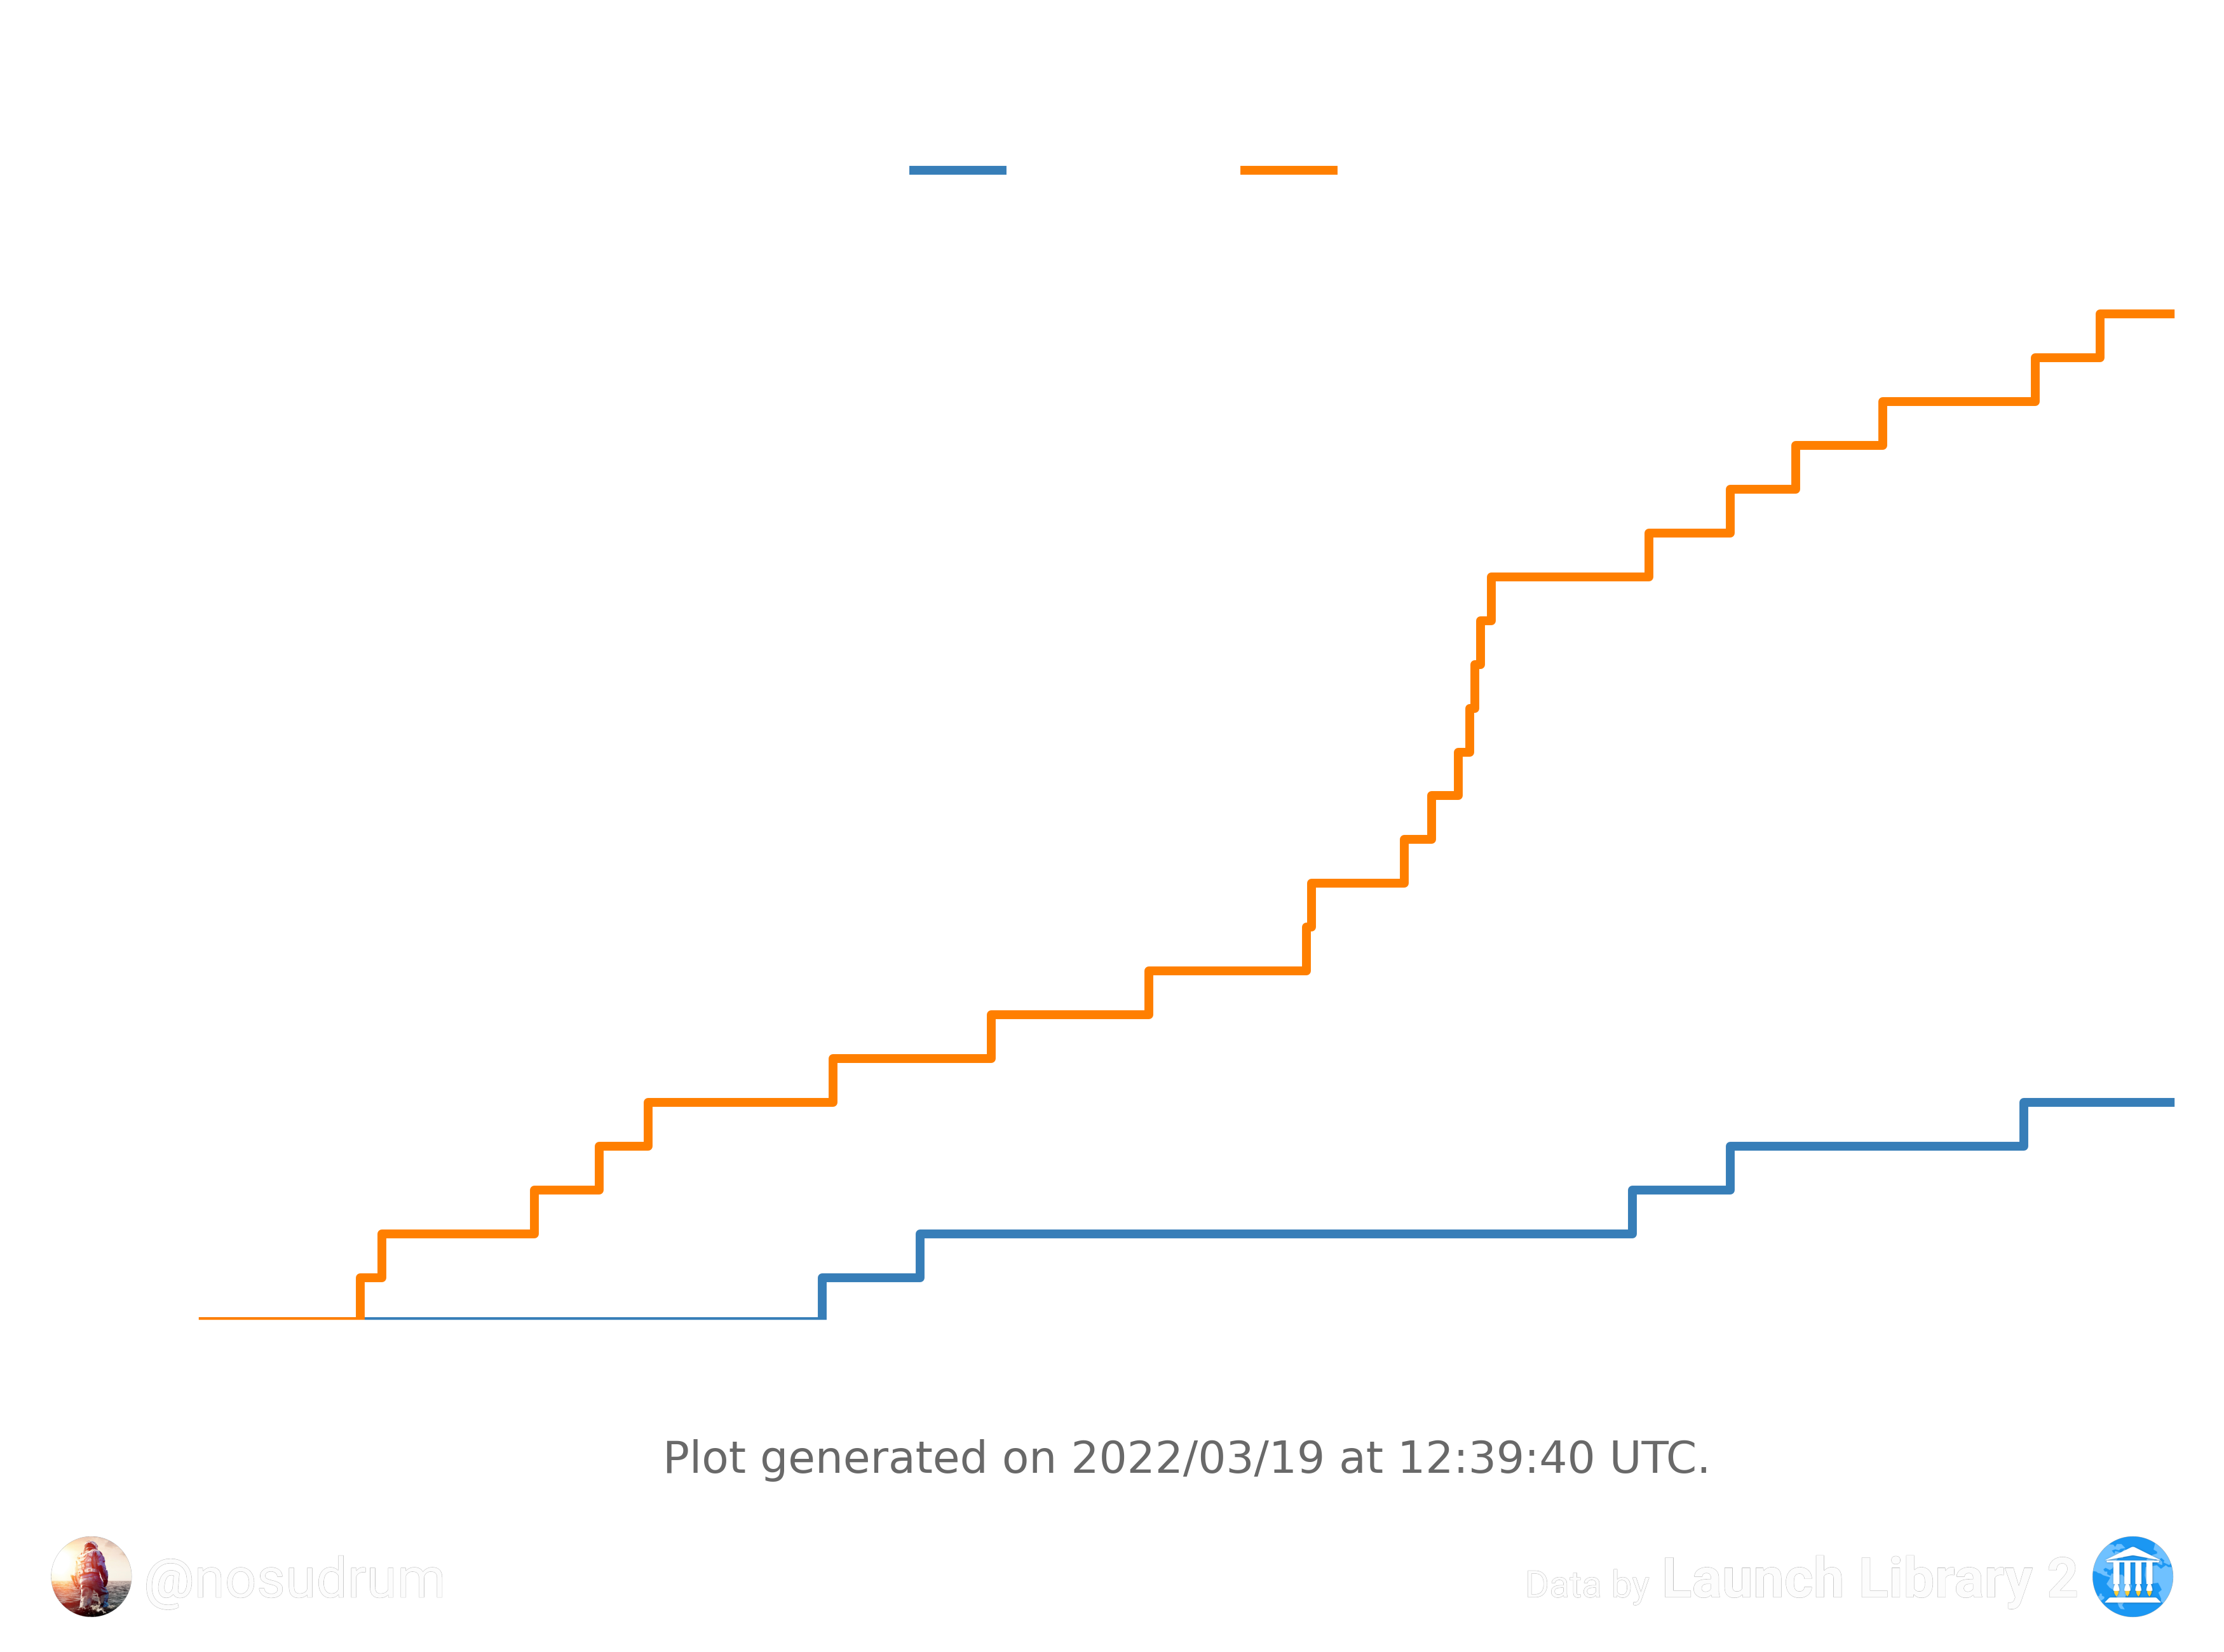 Plot generated on 2022/03/19 at 12:39:40 UTC.
@nosudrum
Data by Launch Library 2